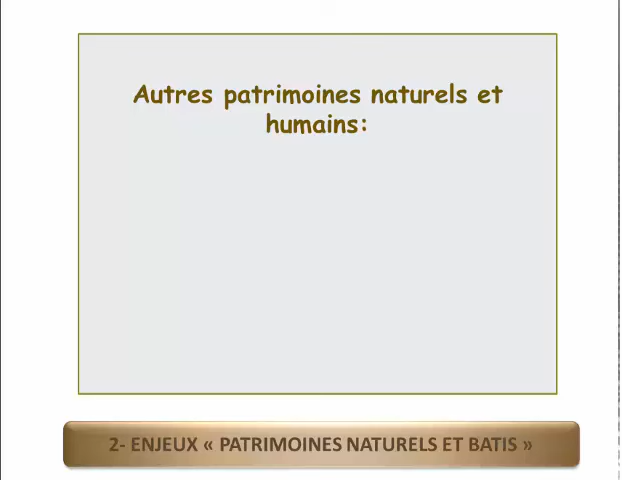 Autres patrimoines naturels et
humains:
2- ENJEUX « PATRIMOINES NATURELS ET BATIS »